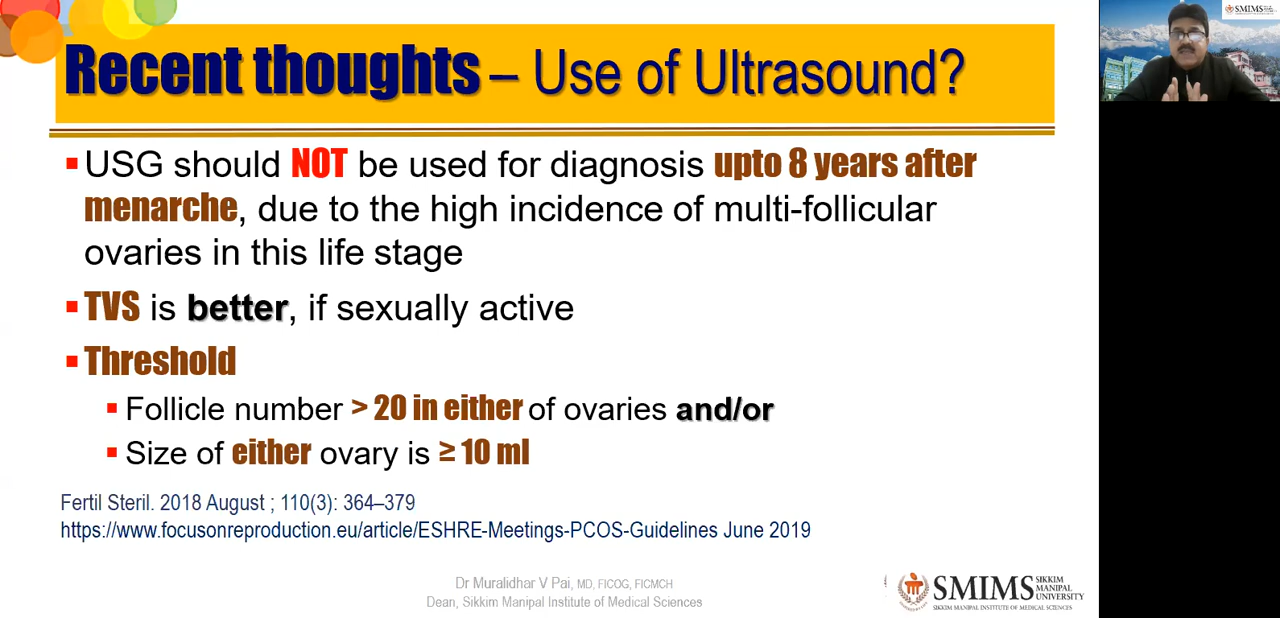 Recent thoughts – Use of Ultrasound?
▪USG should NOT be used for diagnosis upto 8 years after
menarche, due to the high incidence of multi-follicular
ovaries in this life stage
▪TVS is better, if sexually active
▪Threshold
▪Follicle number > 20 in either of ovaries and/or
▪Size of either ovary is ≥ 10 ml
Fertil Steril. 2018 August ; 110(3): 364–379
https://www.focusonreproduction.eu/article/ESHRE-Meetings-PCOS-Guidelines June 2019
Dr Muralidhar V Pai, MD, FICOG, FICMCH
Dean, Sikkim Manipal Institute of Medical Sciences
SMIMS SIKKIM
MANIPAL
UNIVERSITY
SIKKIM MANIPAL INSTITUTE OF MEDICAL SCIENCES
SMIMS